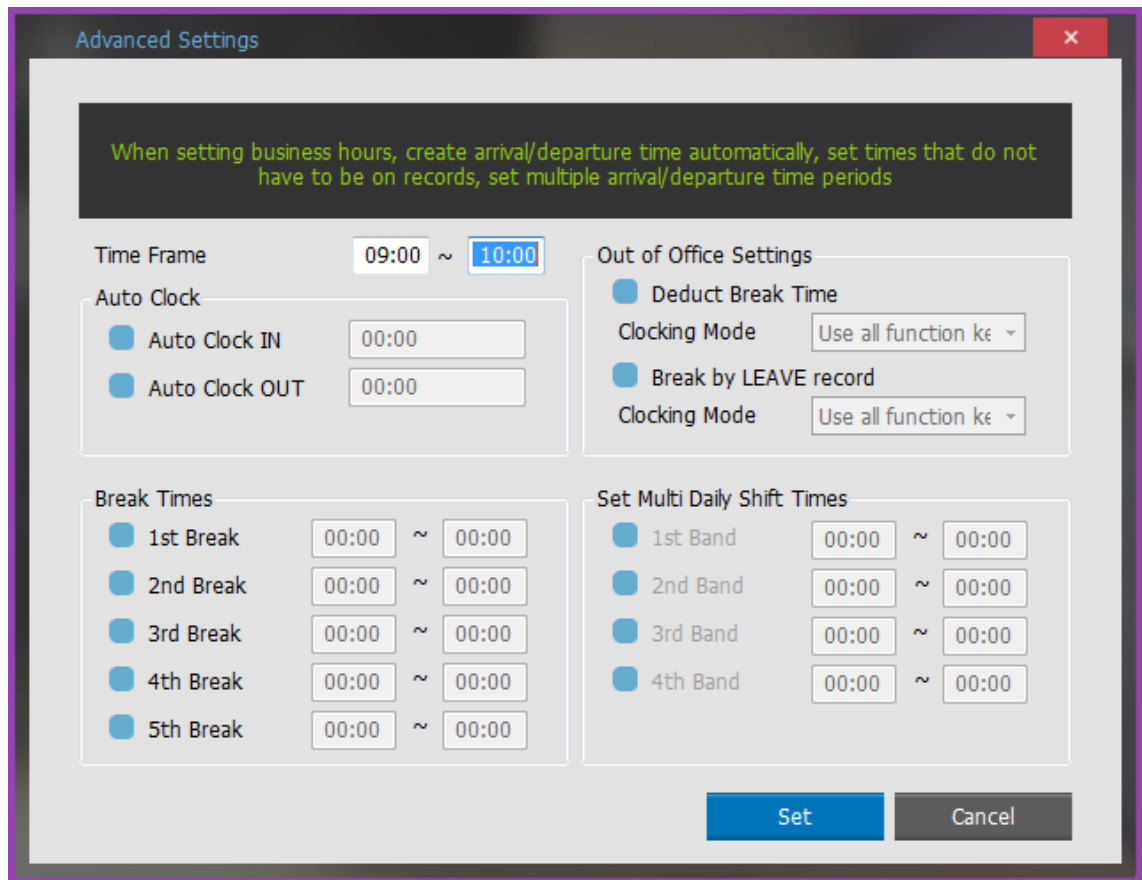 Advanced Settings
×
When setting business hours, create arrival/departure time automatically, set times that do not
have to be on records, set multiple arrival/departure time periods
Time Frame 09:00 ~ 10:00
Auto Clock
Auto Clock IN 00:00
Auto Clock OUT 00:00
Out of Office Settings
Deduct Break Time
Clocking Mode Use all function ke
Break by LEAVE record
Clocking Mode Use all function ke
Break Times
1st Break 00:00 ~ 00:00
2nd Break 00:00 ~ 00:00
3rd Break 00:00 ~ 00:00
4th Break 00:00 ~ 00:00
5th Break 00:00 ~ 00:00
Set Multi Daily Shift Times
1st Band 00:00 ~ 00:00
2nd Band 00:00 ~ 00:00
3rd Band 00:00 ~ 00:00
4th Band 00:00 ~ 00:00
Set Cancel